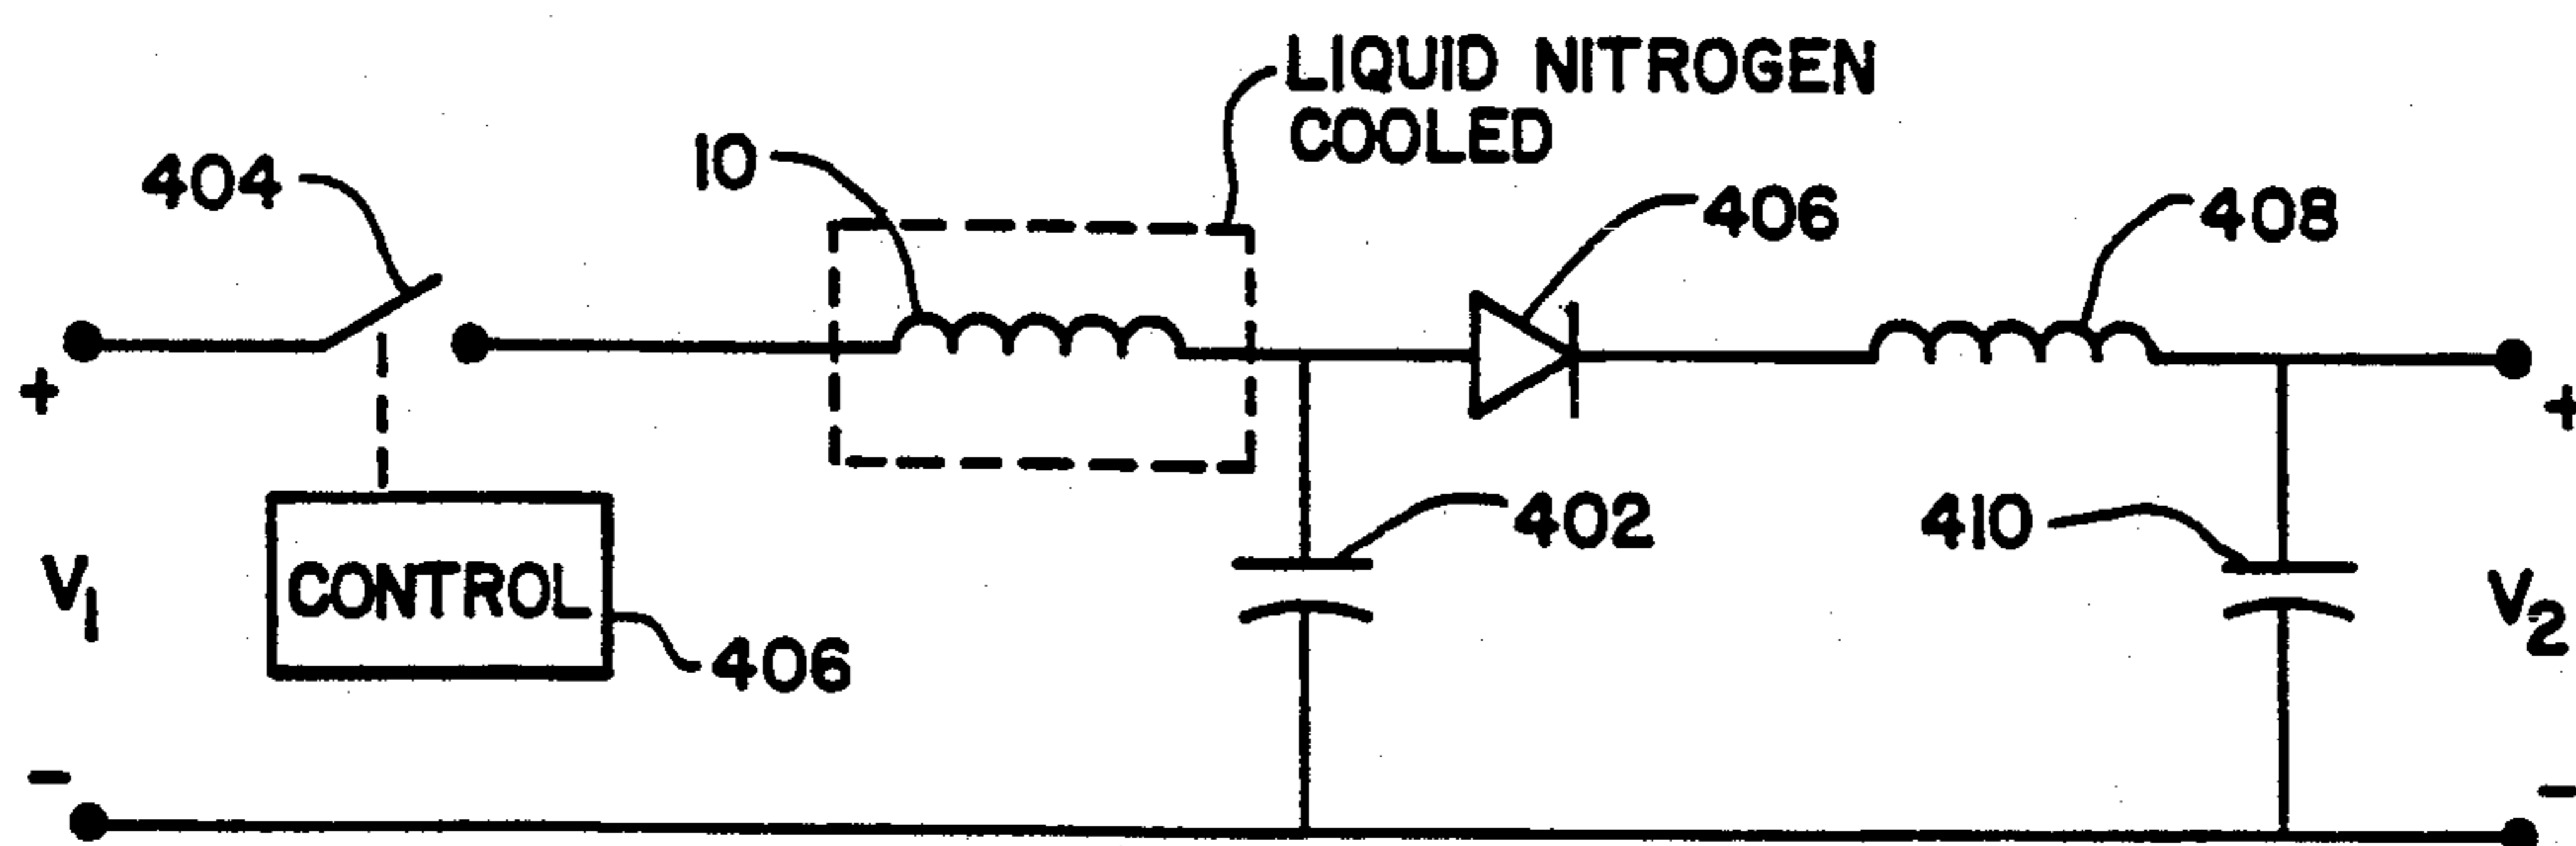 LIQUID NITROGEN
COOLED
10
404
406
408
+
+
402
410
CONTROL
V1
V2
406
-
-